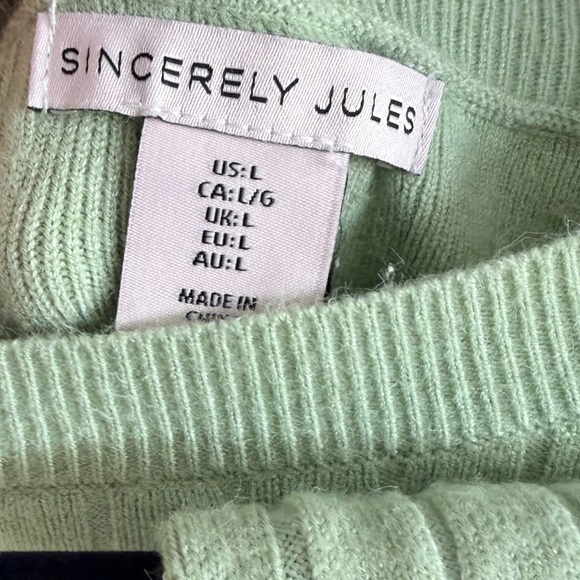 SINCERELY JULES
US:L
CA:L/G
UK:L
EU:L
AU:L
MADE IN